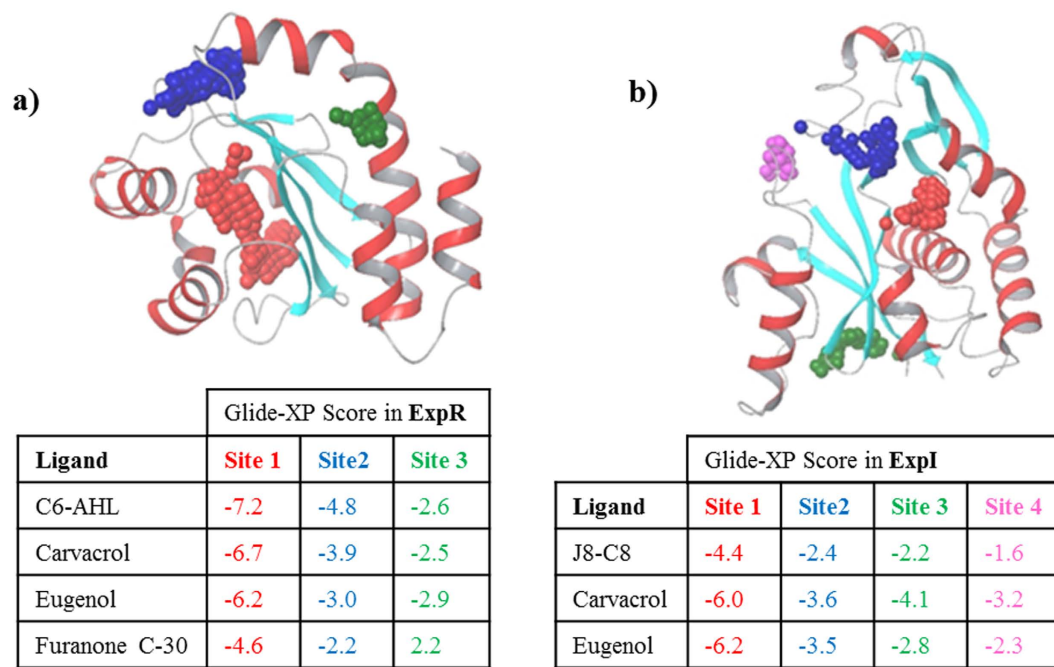 a)
b)
Glide-XP Score in ExpR
Ligand Site 1 Site2 Site 3
C6-AHL -7.2 -4.8 -2.6
Carvacrol -6.7 -3.9 -2.5
Eugenol -6.2 -3.0 -2.9
Furanone C-30 -4.6 -2.2 2.2
Glide-XP Score in ExpI
Ligand Site 1 Site2 Site 3 Site 4
J8-C8 -4.4 -2.4 -2.2 -1.6
Carvacrol -6.0 -3.6 -4.1 -3.2
Eugenol -6.2 -3.5 -2.8 -2.3